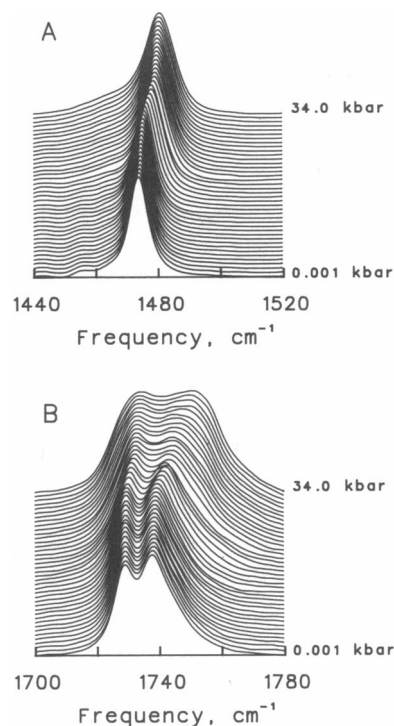 A
34.0 kbar
0.001 kbar
1440 1480 1520
Frequency, cm⁻¹
B
34.0 kbar
0.001 kbar
1700 1740 1780
Frequency, cm⁻¹